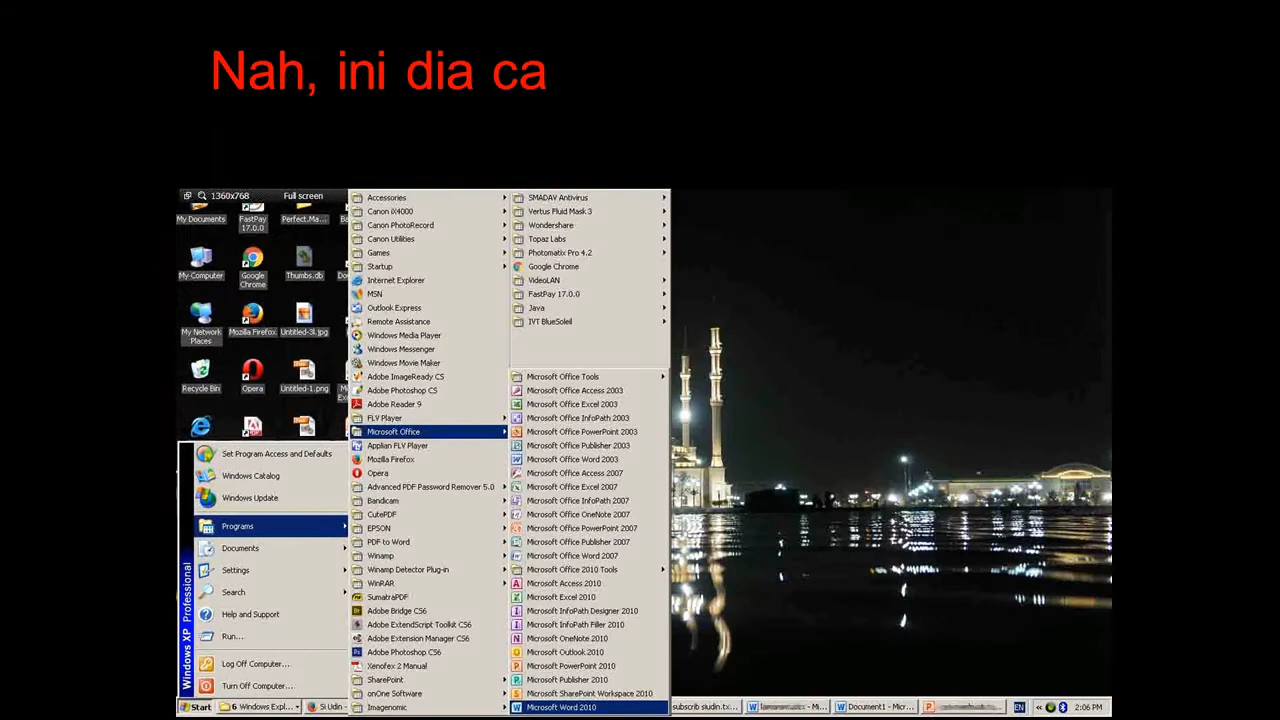 Nah, ini dia ca
1360x768 Full screen
My Documents
FastPay 17.0.0
Perfect.Ma...
My Computer
Google Chrome
Thumbs.db
My Network Places
Mozilla Firefox
Untitled-3l.jpg
Recycle Bin
Opera
Untitled-1.png
Windows XP Professional
Set Program Access and Defaults
Windows Catalog
Windows Update
Programs
Documents
Settings
Search
Help and Support
Run...
Log Off Computer...
Turn Off Computer...
Accessories
Canon iX4000
Canon PhotoRecord
Canon Utilities
Games
Startup
Internet Explorer
MSN
Outlook Express
Remote Assistance
Windows Media Player
Windows Messenger
Windows Movie Maker
Adobe ImageReady CS
Adobe Photoshop CS
Adobe Reader 9
FLV Player
Microsoft Office
Applian FLV Player
Mozilla Firefox
Opera
Advanced PDF Password Remover 5.0
Bandicam
CutePDF
EPSON
PDF to Word
Winamp
Winamp Detector Plug-in
WinRAR
SumatraPDF
Adobe Bridge CS6
Adobe ExtendScript Toolkit CS6
Adobe Extension Manager CS6
Adobe Photoshop CS6
Xenofex 2 Manual
SharePoint
onOne Software
Imagenomic
SMADAV Antivirus
Vertus Fluid Mask 3
Wondershare
Topaz Labs
Photomatix Pro 4.2
Google Chrome
VideoLAN
FastPay 17.0.0
Java
IVT BlueSoleil
Microsoft Office Tools
Microsoft Office Access 2003
Microsoft Office Excel 2003
Microsoft Office InfoPath 2003
Microsoft Office PowerPoint 2003
Microsoft Office Publisher 2003
Microsoft Office Word 2003
Microsoft Office Access 2007
Microsoft Office Excel 2007
Microsoft Office InfoPath 2007
Microsoft Office OneNote 2007
Microsoft Office PowerPoint 2007
Microsoft Office Publisher 2007
Microsoft Office Word 2007
Microsoft Office 2010 Tools
Microsoft Access 2010
Microsoft Excel 2010
Microsoft InfoPath Designer 2010
Microsoft InfoPath Filler 2010
Microsoft OneNote 2010
Microsoft Outlook 2010
Microsoft PowerPoint 2010
Microsoft Publisher 2010
Microsoft SharePoint Workspace 2010
Microsoft Word 2010
Start
6 Windows Expl...
Si Udin -
subscrib siudin.tx...
Document1 - Micr...
EN
2:06 PM